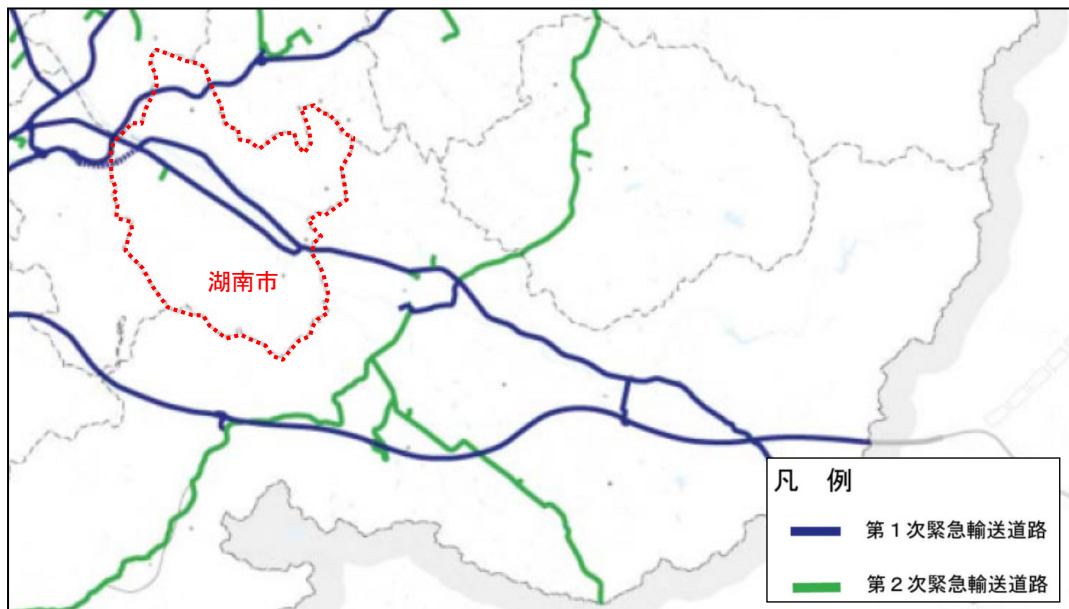 湖南市
凡　例
第１次緊急輸送道路
第２次緊急輸送道路